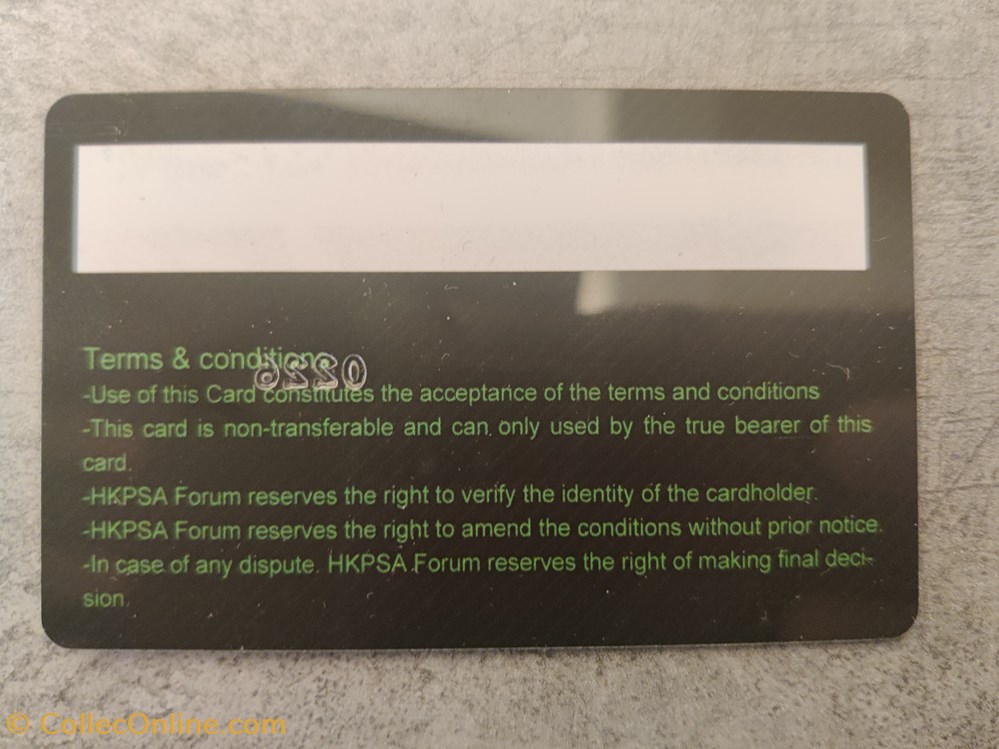 Terms & conditions
-Use of this Card constitutes the acceptance of the terms and conditions
-This card is non-transferable and can only used by the true bearer of this
card.
-HKPSA Forum reserves the right to verify the identity of the cardholder.
-HKPSA Forum reserves the right to amend the conditions without prior notice.
-In case of any dispute. HKPSA Forum reserves the right of making final deci-
sion.
© CollecOnline.com